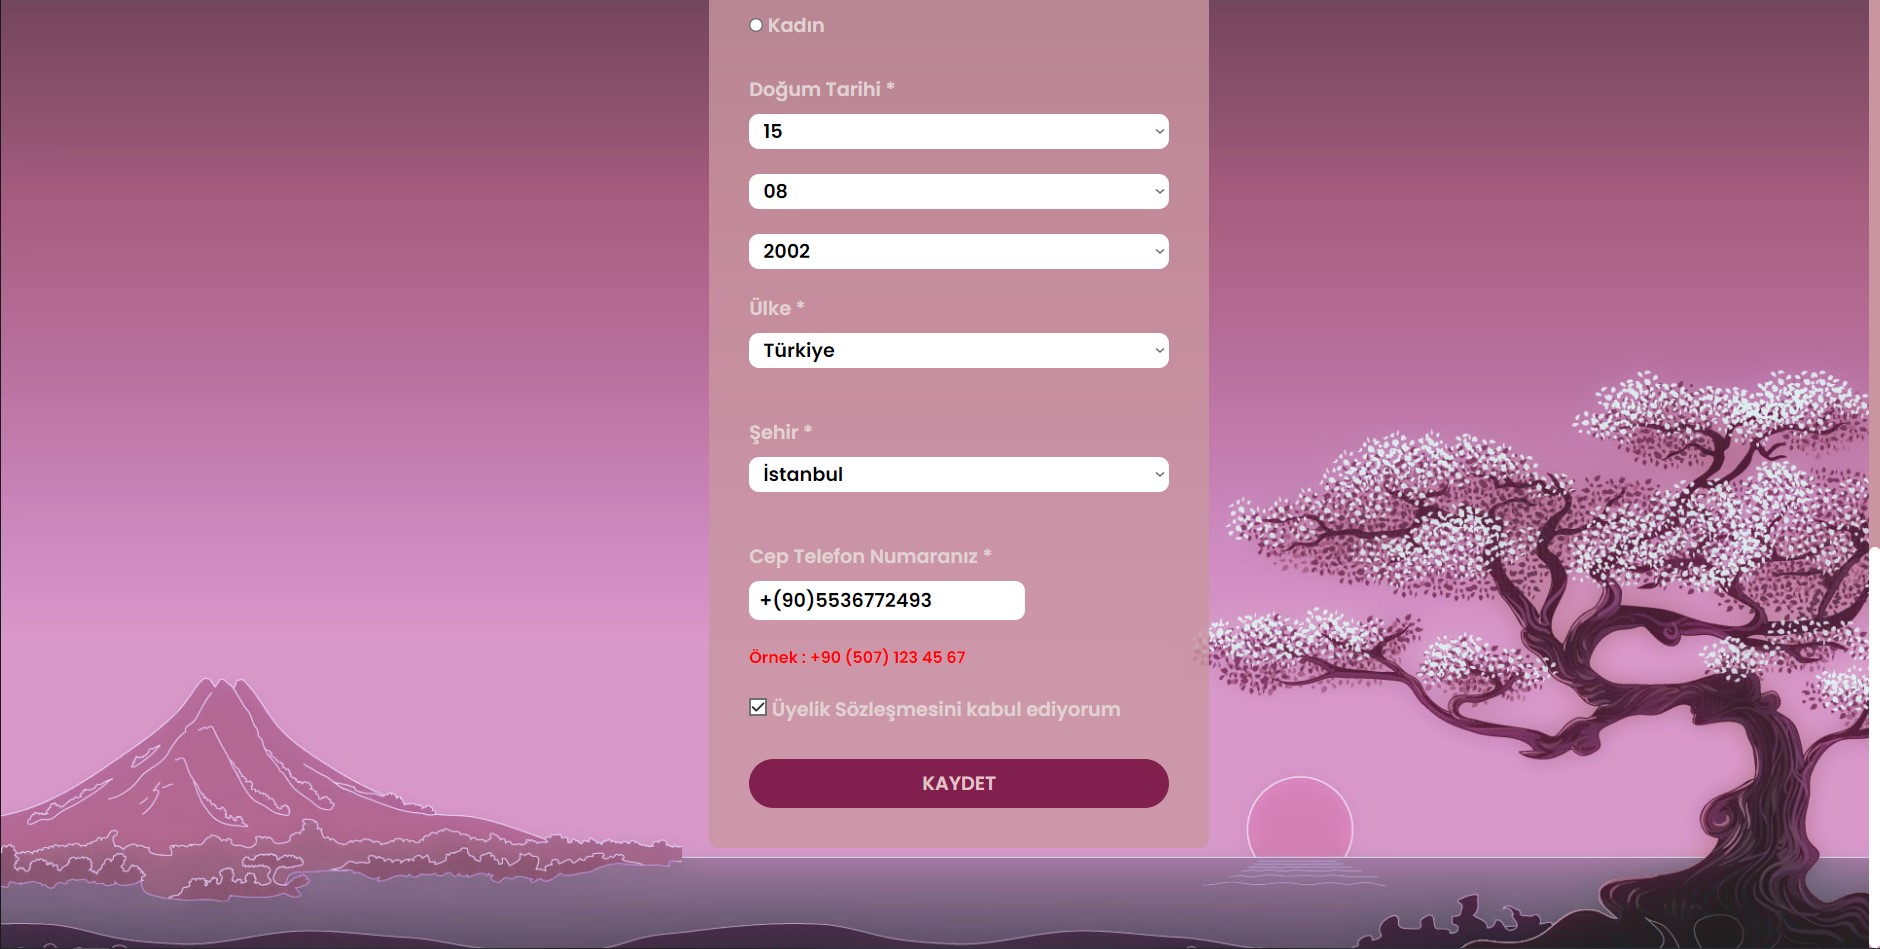 Kadın
Doğum Tarihi *
15
08
2002
Ülke *
Türkiye
Şehir *
İstanbul
Cep Telefon Numaranız *
+(90)5536772493
Örnek : +90 (507) 123 45 67
Üyelik Sözleşmesini kabul ediyorum
KAYDET